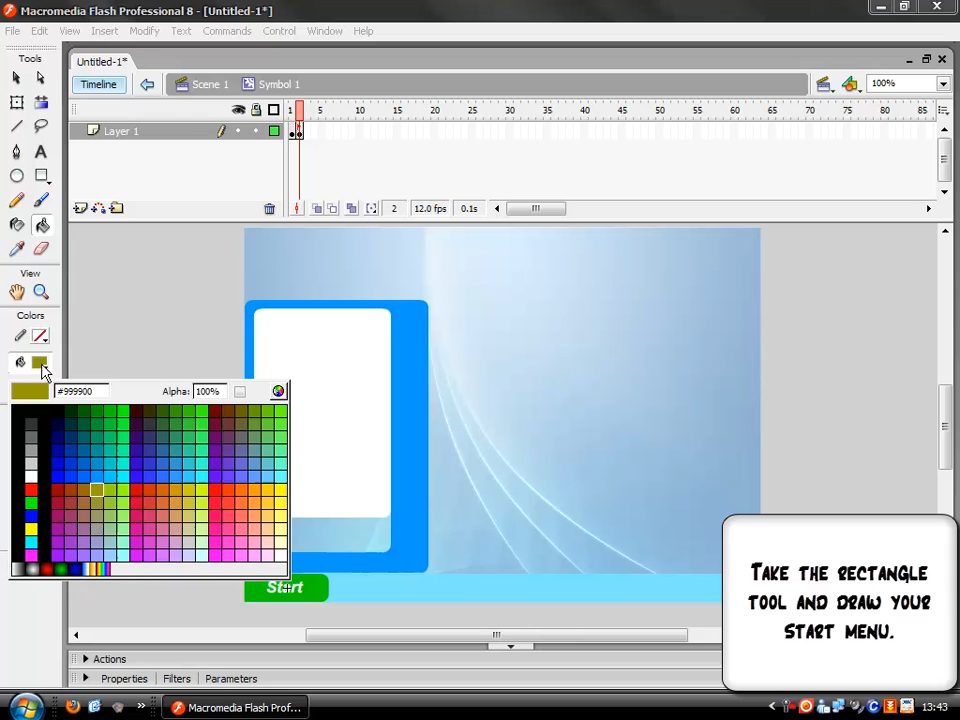 Macromedia Flash Professional 8 - [Untitled-1*]
File Edit View Insert Modify Text Commands Control Window Help
Tools
Untitled-1*
Timeline Scene 1 Symbol 1 100%
1 5 10 15 20 25 30 35 40 45 50 55 60 65 70 75 80 85
Layer 1
2 12.0 fps 0.1s
View
Colors
#999900 Alpha: 100%
Start
TAKE THE RECTANGLE
TOOL AND DRAW YOUR
START MENU.
Actions
Properties Filters Parameters
Macromedia Flash Prof... 13:43